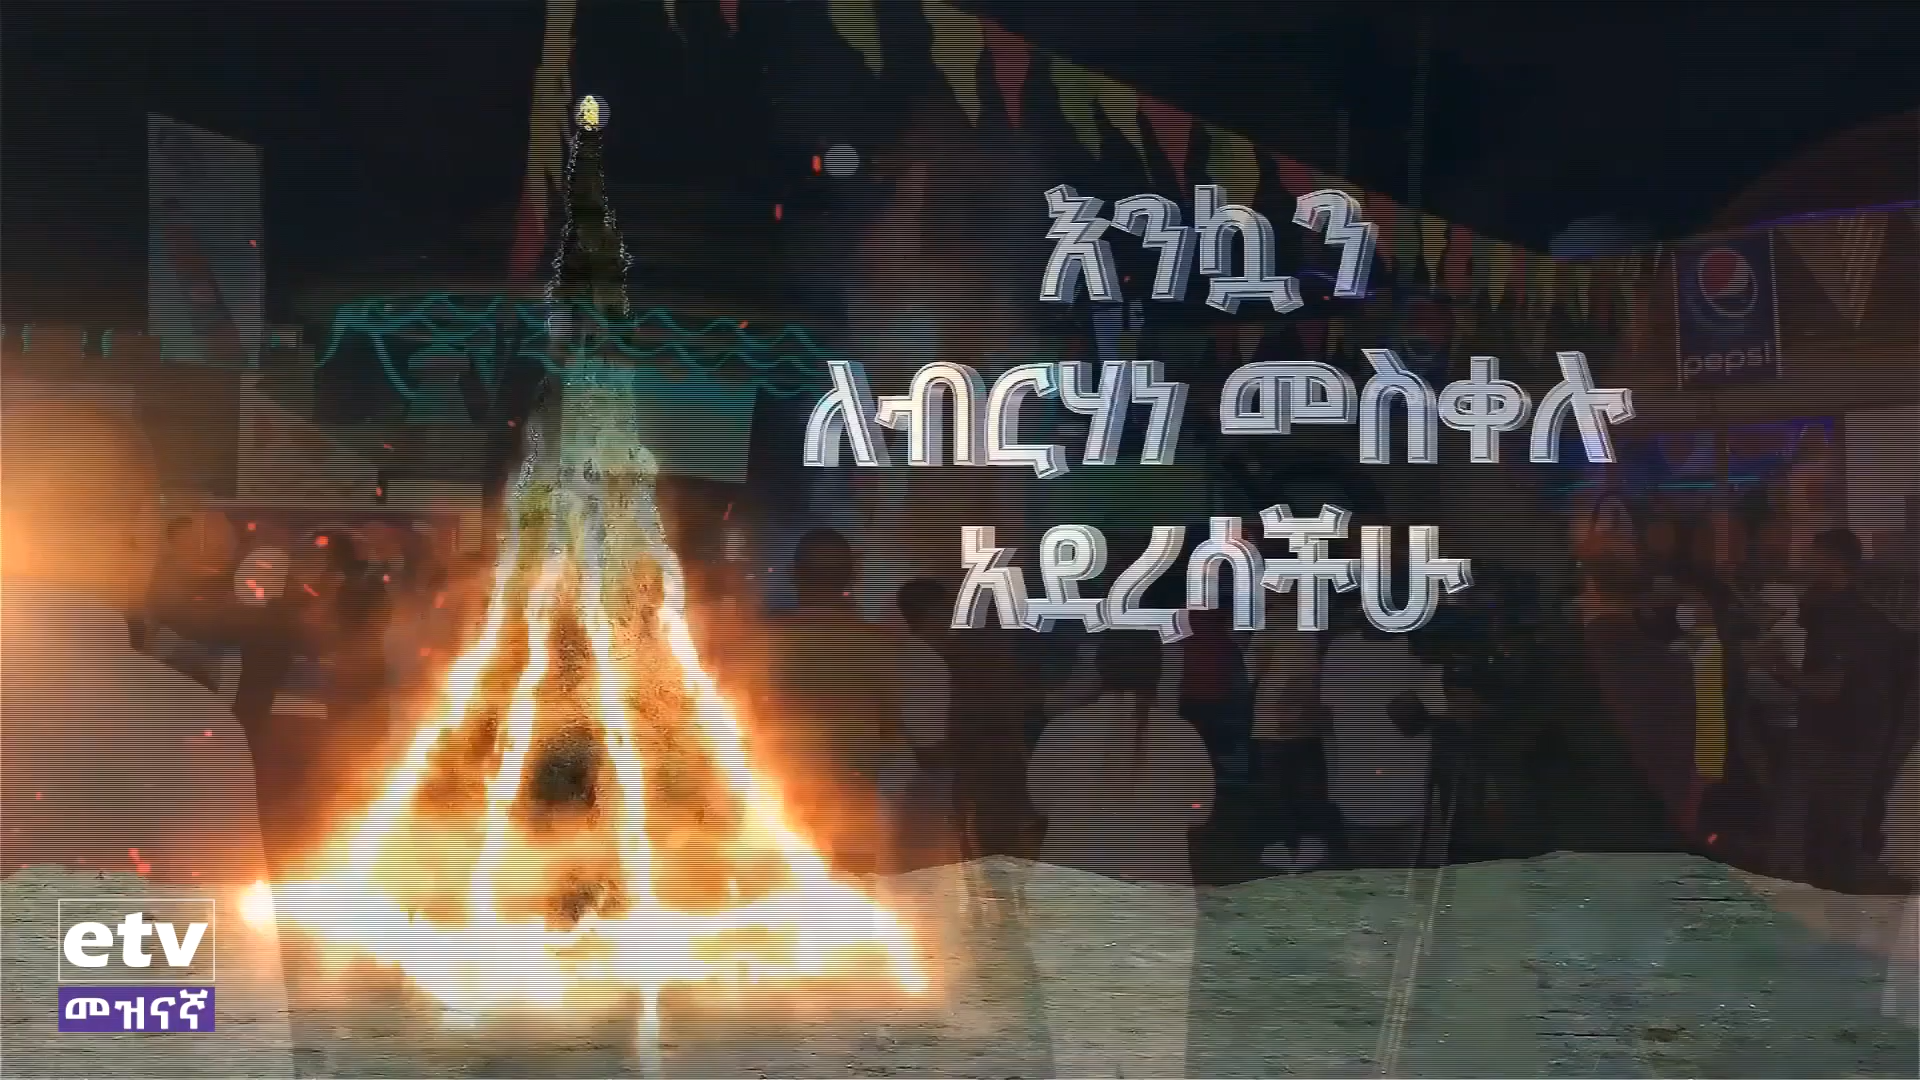 እንኳን
ለብርሃነ መስቀሉ
አደረሳችሁ
pepsi
etv
መዝናኛ